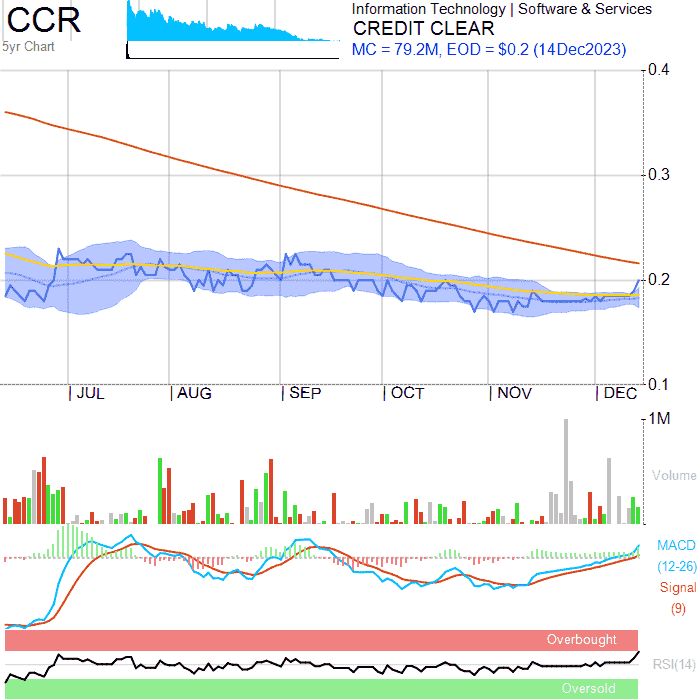 CCR
5yr Chart
Information Technology | Software & Services
CREDIT CLEAR
MC = 79.2M, EOD = $0.2 (14Dec2023)
0.4
0.3
0.2
0.1
JUL
AUG
SEP
OCT
NOV
DEC
1M
Volume
MACD
(12-26)
Signal
(9)
Overbought
RSI(14)
Oversold